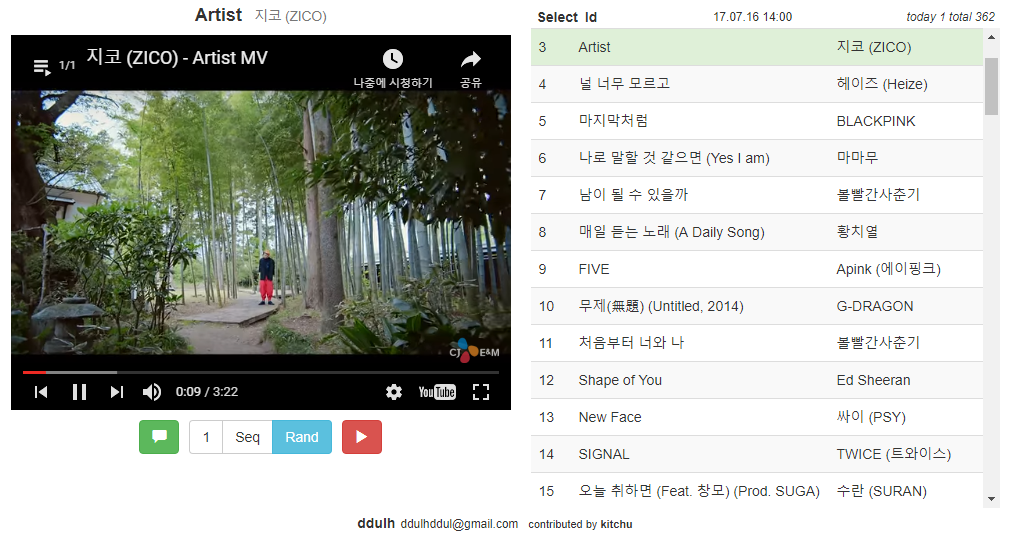 Artist 지코 (ZICO)
1/1 지코 (ZICO) - Artist MV
나중에 시청하기 공유
CJ E&M
0:09 / 3:22 YouTube
1 Seq Rand
Select Id 17.07.16 14:00 today 1 total 362
3 Artist 지코 (ZICO)
4 널 너무 모르고 헤이즈 (Heize)
5 마지막처럼 BLACKPINK
6 나로 말할 것 같으면 (Yes I am) 마마무
7 남이 될 수 있을까 볼빨간사춘기
8 매일 듣는 노래 (A Daily Song) 황치열
9 FIVE Apink (에이핑크)
10 무제(無題) (Untitled, 2014) G-DRAGON
11 처음부터 너와 나 볼빨간사춘기
12 Shape of You Ed Sheeran
13 New Face 싸이 (PSY)
14 SIGNAL TWICE (트와이스)
15 오늘 취하면 (Feat. 창모) (Prod. SUGA) 수란 (SURAN)
ddulh ddulhddul@gmail.com contributed by kitchu